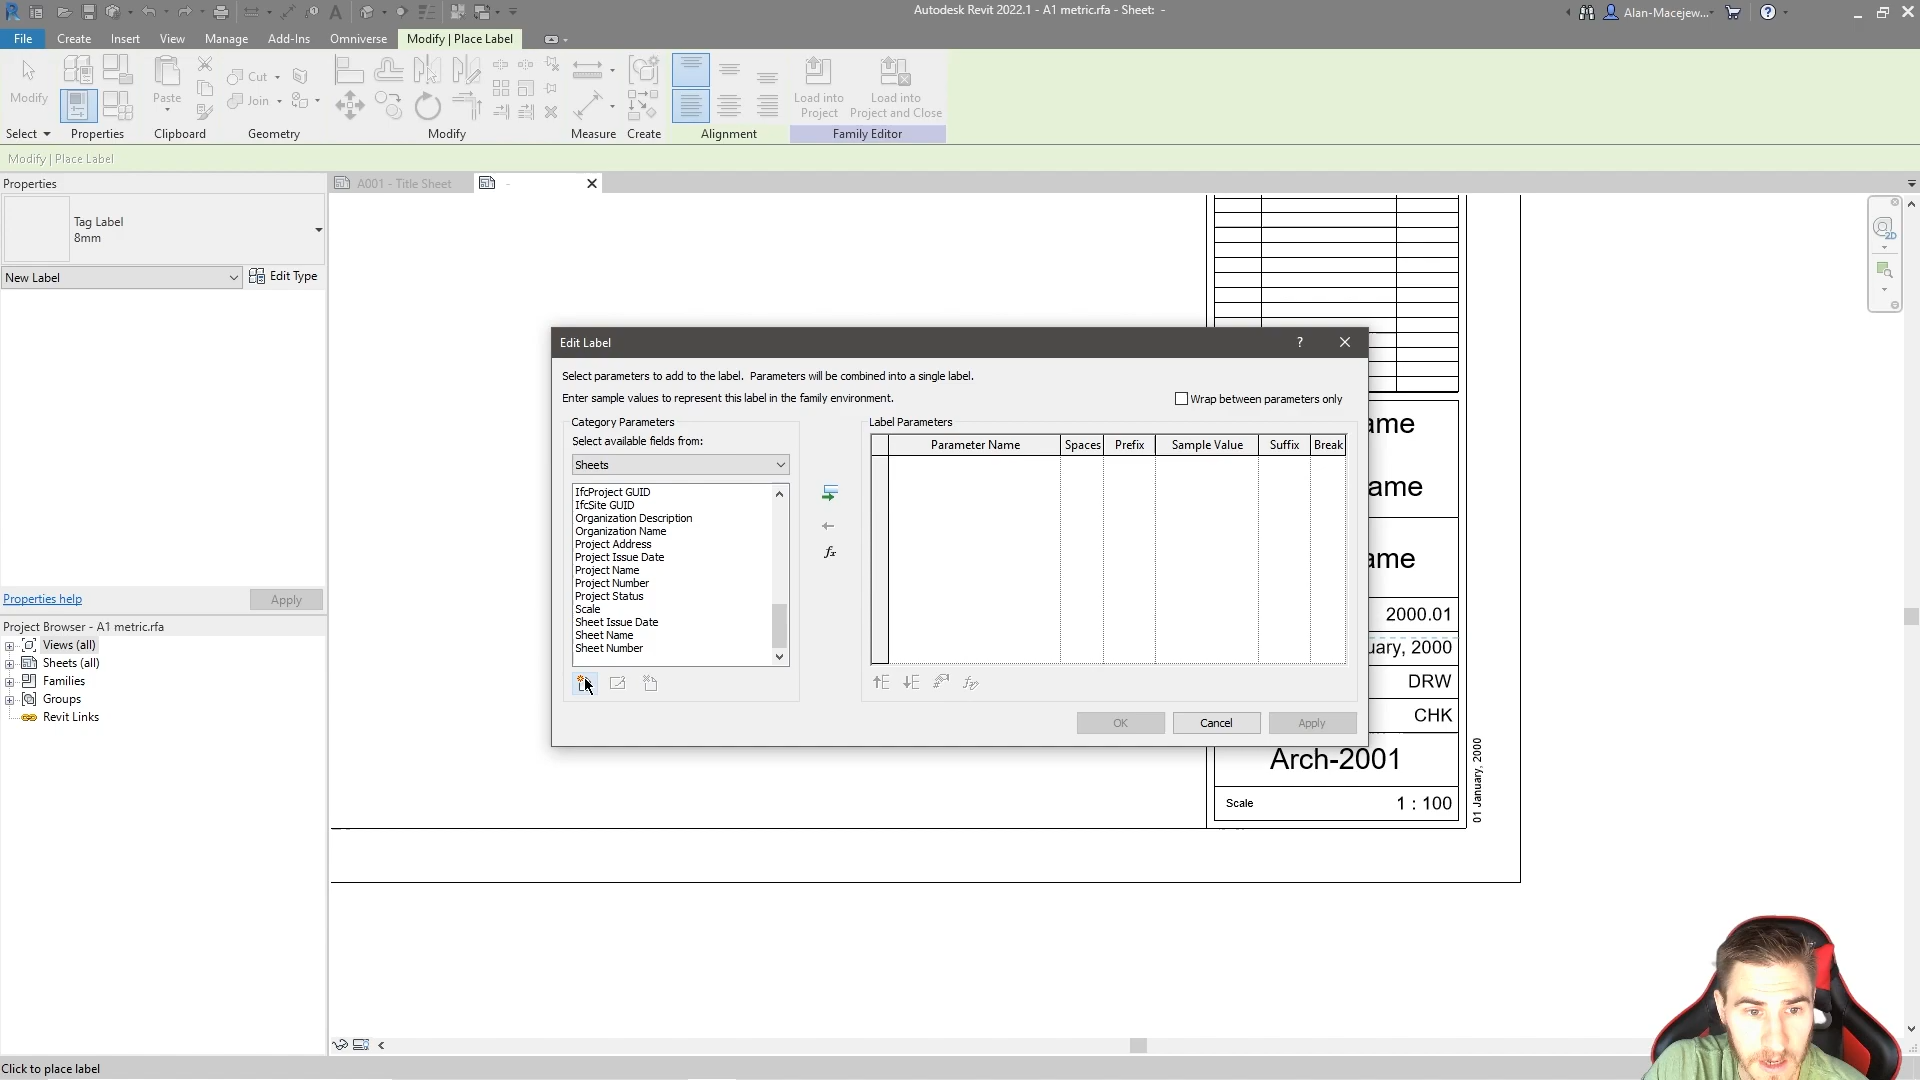 Autodesk Revit 2022.1 - A1 metric.rfa - Sheet: -
Alan-Macejew...
File Create Insert View Manage Add-Ins Omniverse Modify | Place Label
Modify
Paste
Cut
Join
Load into
Project
Load into
Project and Close
Select Properties Clipboard Geometry Modify Measure Create Alignment Family Editor
Modify | Place Label
Properties
A001 - Title Sheet
-
Tag Label
8mm
New Label
Edit Type
Properties help
Apply
Project Browser - A1 metric.rfa
Views (all)
Sheets (all)
Families
Groups
Revit Links
Edit Label
Select parameters to add to the label. Parameters will be combined into a single label.
Enter sample values to represent this label in the family environment.
Wrap between parameters only
Category Parameters
Select available fields from:
Sheets
IfcProject GUID
IfcSite GUID
Organization Description
Organization Name
Project Address
Project Issue Date
Project Name
Project Number
Project Status
Scale
Sheet Issue Date
Sheet Name
Sheet Number
fx
Label Parameters
Parameter Name Spaces Prefix Sample Value Suffix Break
OK
Cancel
Apply
ame
ame
ame
2000.01
uary, 2000
DRW
CHK
Arch-2001
Scale 1 : 100
01 January, 2000
2D
Click to place label